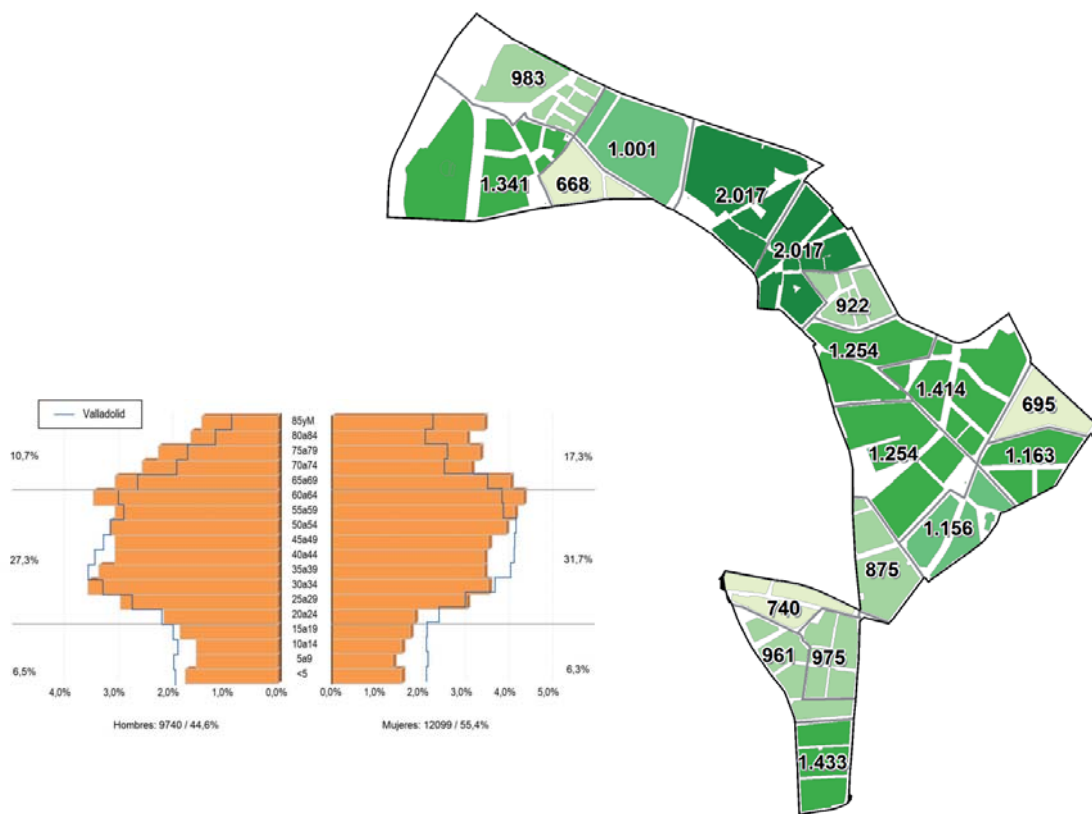 983
1.001
1.341
668
2.017
2.017
922
1.254
1.414
695
1.254
1.163
1.156
875
740
961
975
1.433
Valladolid
85yM
80a84
10,7%
75a79
17,3%
70a74
65a69
60a64
55a59
50a54
45a49
27,3%
40a44
31,7%
35a39
30a34
25a29
20a24
15a19
10a14
6,5%
5a9
6,3%
<5
4,0% 3,0% 2,0% 1,0% 0,0% 0,0% 1,0% 2,0% 3,0% 4,0% 5,0%
Hombres: 9740 / 44,6% Mujeres: 12099 / 55,4%